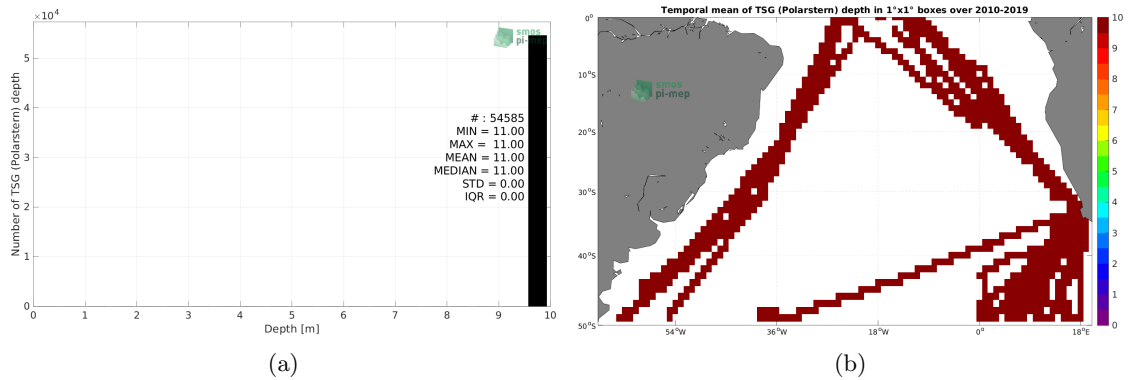 ×10⁴
5
4
3
2
1
0
Number of TSG (Polarstern) depth
smos
pi-mep
# : 54585
MIN = 11.00
MAX = 11.00
MEAN = 11.00
MEDIAN = 11.00
STD = 0.00
IQR = 0.00
0 1 2 3 4 5 6 7 8 9 10
Depth [m]
(a)
Temporal mean of TSG (Polarstern) depth in 1°x1° boxes over 2010-2019
0°
10°S
20°S
30°S
40°S
50°S
smos
pi-mep
54°W 36°W 18°W 0° 18°E
10
9
8
7
6
5
4
3
2
1
0
(b)